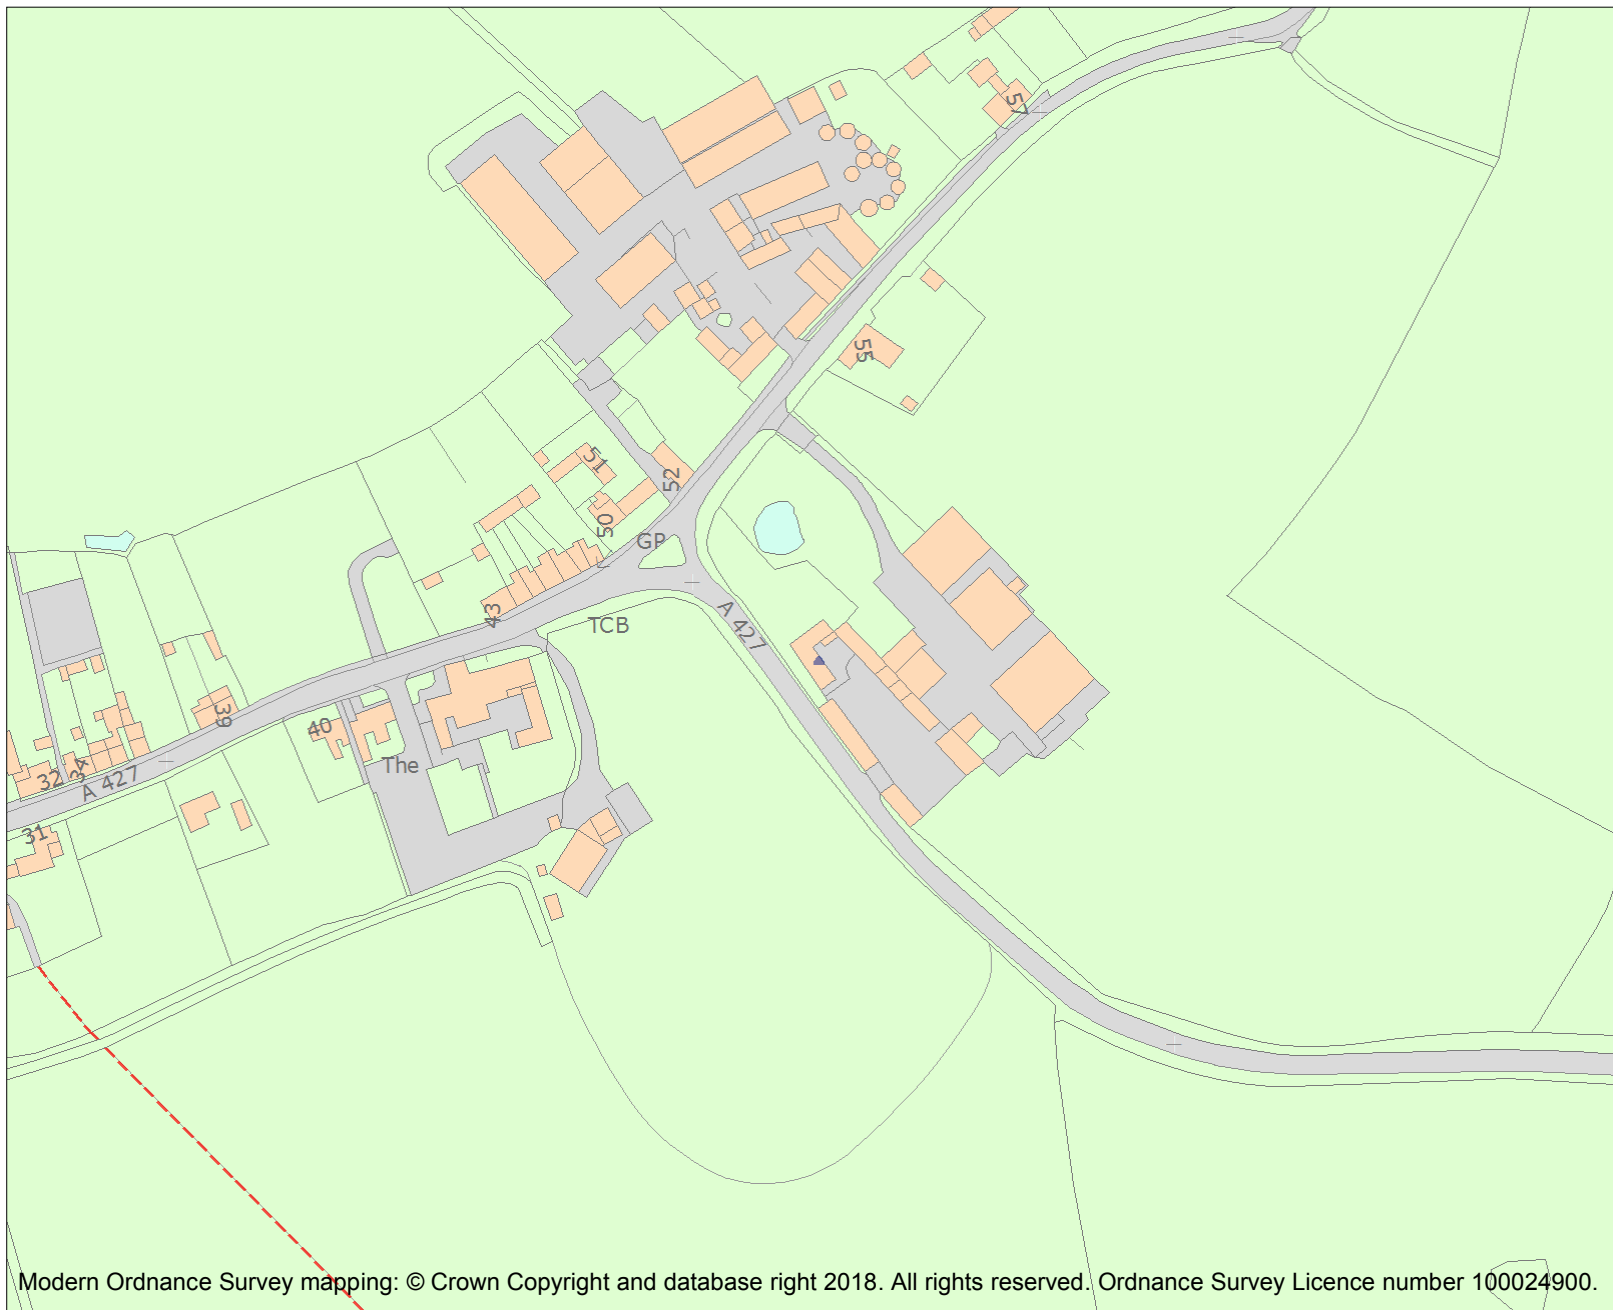 57
55
51
52
50
GP
43
TCB
A 427
39
40
The
32
34
A 427
31
Modern Ordnance Survey mapping: © Crown Copyright and database right 2018. All rights reserved. Ordnance Survey Licence number 100024900.